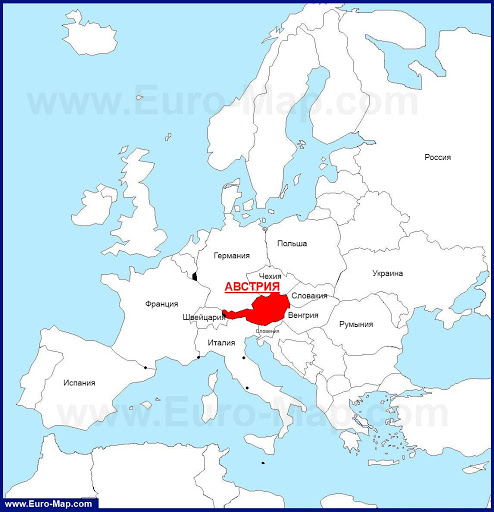 www.Euro-Map.com
Россия
Польша
Германия
Украина
Чехия
АВСТРИЯ
Словакия
Франция
Швейцария
Венгрия
Румыния
Словения
Италия
Испания
www.Euro-Map.com
www.Euro-Map.com